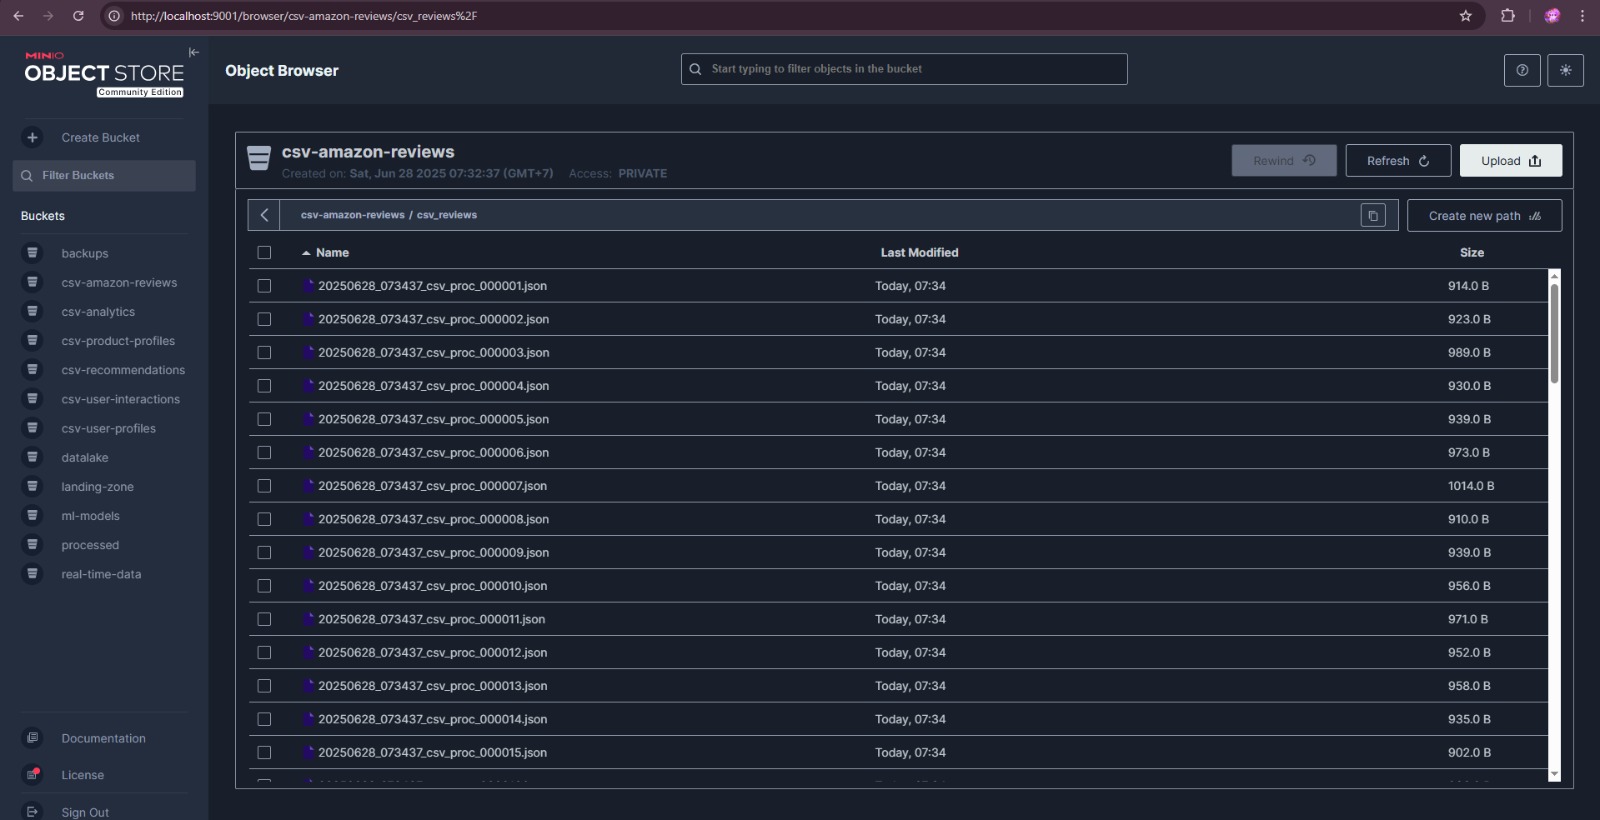 http://localhost:9001/browser/csv-amazon-reviews/csv_reviews%2F
MINIO
OBJECT STORE
Community Edition
Object Browser
Start typing to filter objects in the bucket
Create Bucket
Filter Buckets
Buckets
backups
csv-amazon-reviews
csv-analytics
csv-product-profiles
csv-recommendations
csv-user-interactions
csv-user-profiles
datalake
landing-zone
ml-models
processed
real-time-data
Documentation
License
Sign Out
csv-amazon-reviews
Created on: Sat, Jun 28 2025 07:32:37 (GMT+7) Access: PRIVATE
Rewind
Refresh
Upload
csv-amazon-reviews / csv_reviews
Create new path
Name Last Modified Size
20250628_073437_csv_proc_000001.json Today, 07:34 914.0 B
20250628_073437_csv_proc_000002.json Today, 07:34 923.0 B
20250628_073437_csv_proc_000003.json Today, 07:34 989.0 B
20250628_073437_csv_proc_000004.json Today, 07:34 930.0 B
20250628_073437_csv_proc_000005.json Today, 07:34 939.0 B
20250628_073437_csv_proc_000006.json Today, 07:34 973.0 B
20250628_073437_csv_proc_000007.json Today, 07:34 1014.0 B
20250628_073437_csv_proc_000008.json Today, 07:34 910.0 B
20250628_073437_csv_proc_000009.json Today, 07:34 939.0 B
20250628_073437_csv_proc_000010.json Today, 07:34 956.0 B
20250628_073437_csv_proc_000011.json Today, 07:34 971.0 B
20250628_073437_csv_proc_000012.json Today, 07:34 952.0 B
20250628_073437_csv_proc_000013.json Today, 07:34 958.0 B
20250628_073437_csv_proc_000014.json Today, 07:34 935.0 B
20250628_073437_csv_proc_000015.json Today, 07:34 902.0 B